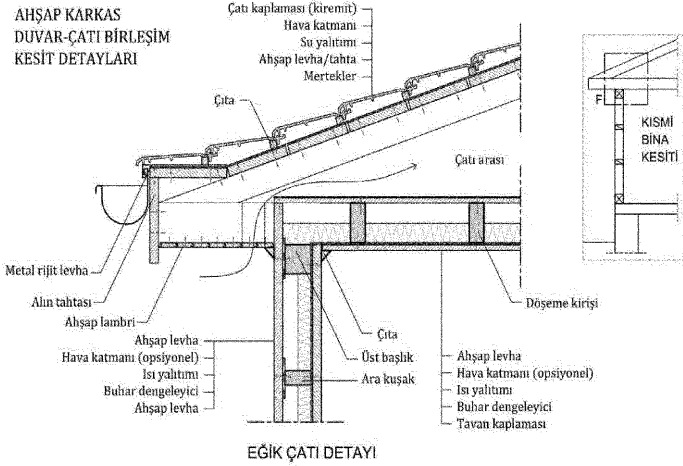 AHŞAP KARKAS
DUVAR-ÇATI BİRLEŞİM
KESİT DETAYLARI
Çatı kaplaması (kiremit)
Hava katmanı
Su yalıtımı
Ahşap levha/tahta
Mertekler
Çıta
Çatı arası
F
KISMİ
BİNA
KESİTİ
Metal rijit levha
Alın tahtası
Ahşap lambri
Döşeme kirişi
Çıta
Üst başlık
Ara kuşak
Ahşap levha
Hava katmanı (opsiyonel)
Isı yalıtımı
Buhar dengeleyici
Ahşap levha
Ahşap levha
Hava katmanı (opsiyonel)
Isı yalıtımı
Buhar dengeleyici
Tavan kaplaması
EĞİK ÇATI DETAYI